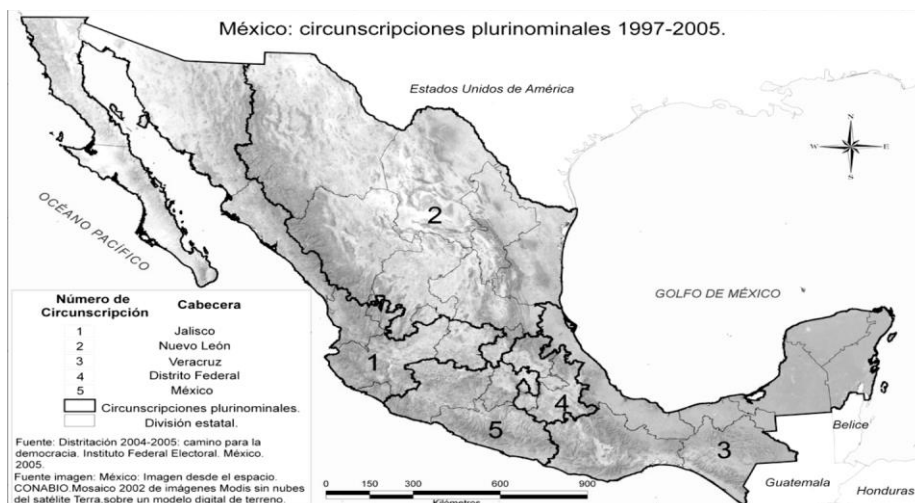 México: circunscripciones plurinominales 1997-2005.
Estados Unidos de América
N
W
E
S
OCÉANO PACÍFICO
2
GOLFO DE MÉXICO
Número de Circunscripción
Cabecera
1 Jalisco
2 Nuevo León
3 Veracruz
4 Distrito Federal
5 México
Circunscripciones plurinominales.
División estatal.
Fuente: Distritación 2004-2005: camino para la
democracia. Instituto Federal Electoral. México.
2005.
Fuente imagen: México: Imagen desde el espacio.
CONABIO.Mosaico 2002 de imágenes Modis sin nubes
del satélite Terra,sobre un modelo digital de terreno.
1
4
5
3
Belice
Guatemala
Honduras
0 150 300 600 900
Kilómetros